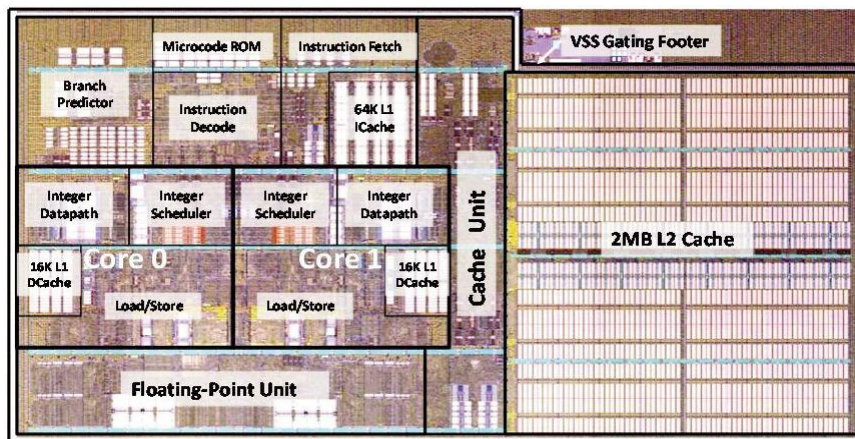 Microcode ROM
Instruction Fetch
VSS Gating Footer
Branch
Predictor
Instruction
Decode
64K L1
ICache
Integer
Datapath
Integer
Scheduler
Integer
Scheduler
Integer
Datapath
Cache Unit
2MB L2 Cache
16K L1
DCache
Core 0
Core 1
16K L1
DCache
Load/Store
Load/Store
Floating-Point Unit